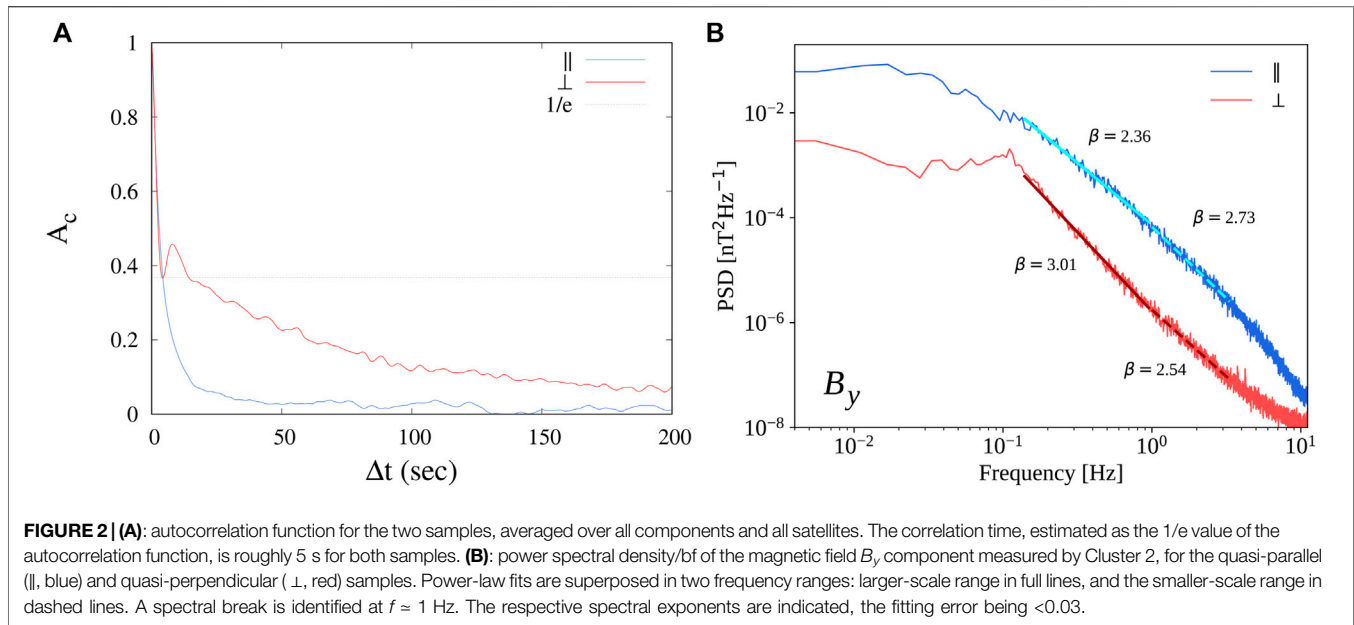 A
1
0.8
0.6
0.4
0.2
0
A_c
0
50
100
150
200
Δt (sec)
∥
⊥
1/e
B
10⁻²
10⁻⁴
10⁻⁶
10⁻⁸
PSD [nT²Hz⁻¹]
∥
⊥
β = 2.36
β = 2.73
β = 3.01
β = 2.54
B_y
10⁻²
10⁻¹
10⁰
10¹
Frequency [Hz]
FIGURE 2 | (A): autocorrelation function for the two samples, averaged over all components and all satellites. The correlation time, estimated as the 1/e value of the
autocorrelation function, is roughly 5 s for both samples. (B): power spectral density/bf of the magnetic field B_y component measured by Cluster 2, for the quasi-parallel
(∥, blue) and quasi-perpendicular ( ⊥, red) samples. Power-law fits are superposed in two frequency ranges: larger-scale range in full lines, and the smaller-scale range in
dashed lines. A spectral break is identified at f ≃ 1 Hz. The respective spectral exponents are indicated, the fitting error being <0.03.